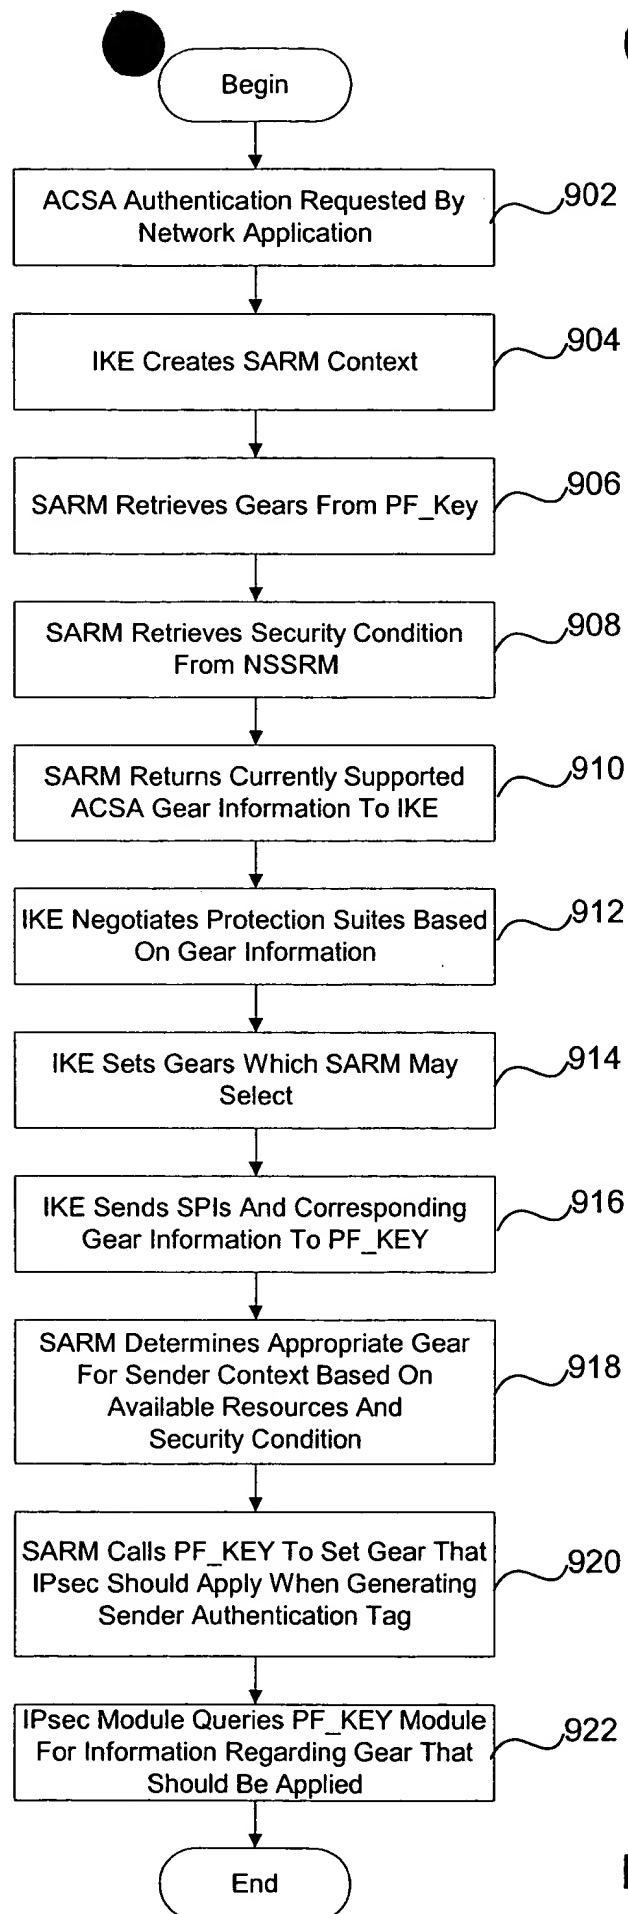 Begin
ACSA Authentication Requested By
Network Application
902
IKE Creates SARM Context
904
SARM Retrieves Gears From PF_Key
906
SARM Retrieves Security Condition
From NSSRM
908
SARM Returns Currently Supported
ACSA Gear Information To IKE
910
IKE Negotiates Protection Suites Based
On Gear Information
912
IKE Sets Gears Which SARM May
Select
914
IKE Sends SPIs And Corresponding
Gear Information To PF_KEY
916
SARM Determines Appropriate Gear
For Sender Context Based On
Available Resources And
Security Condition
918
SARM Calls PF_KEY To Set Gear That
IPsec Should Apply When Generating
Sender Authentication Tag
920
IPsec Module Queries PF_KEY Module
For Information Regarding Gear That
Should Be Applied
922
End